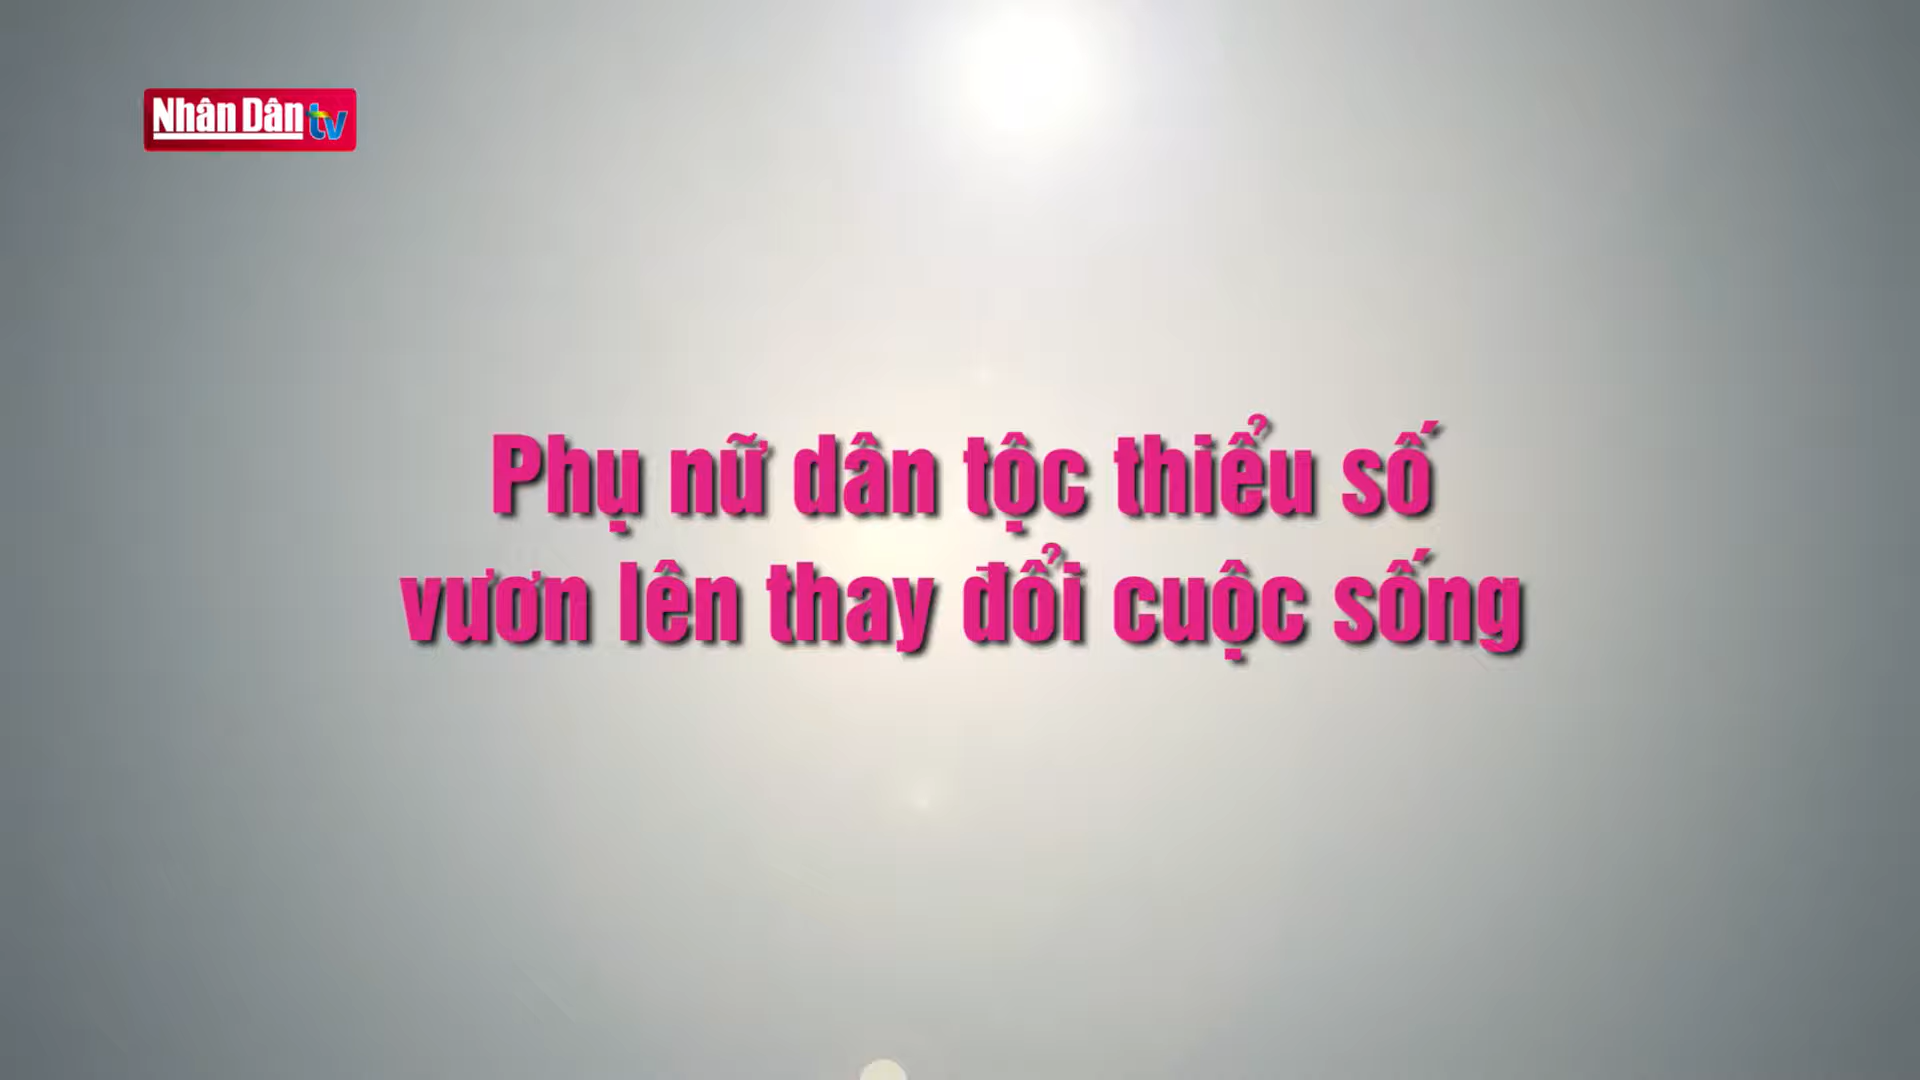 Nhân Dân tv
Phụ nữ dân tộc thiểu số
vươn lên thay đổi cuộc sống